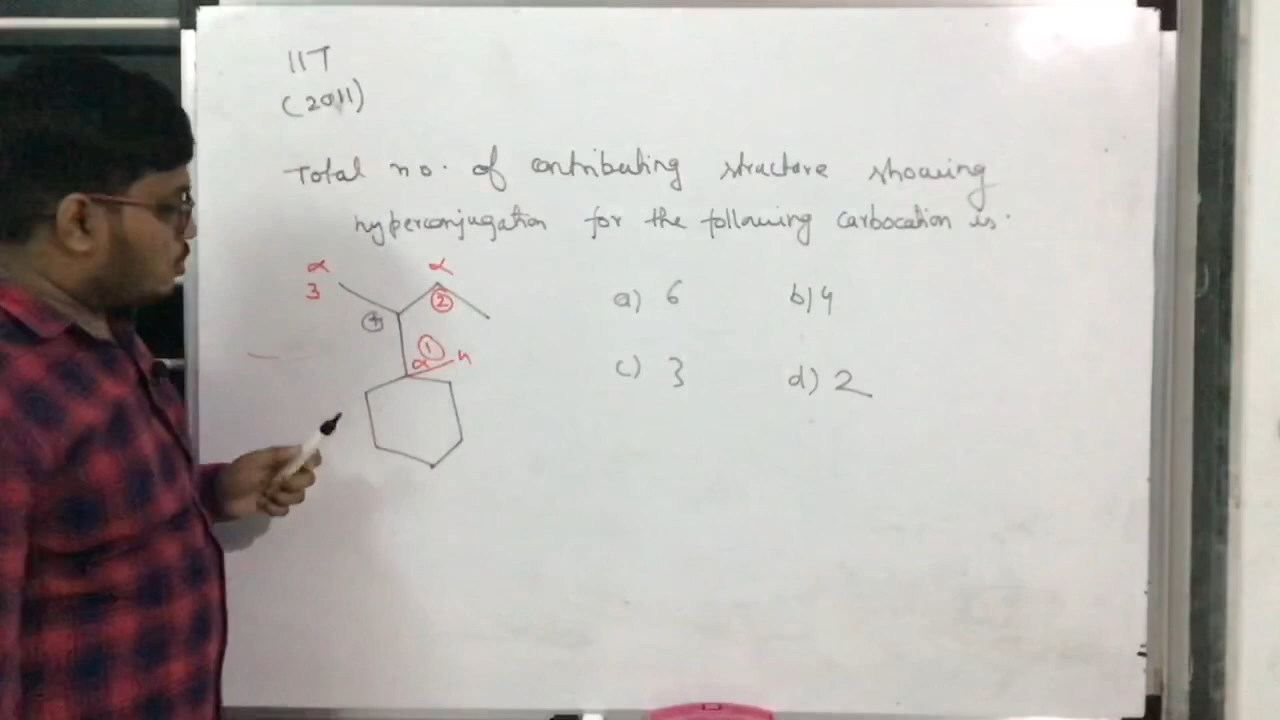 IIT
(2011)
Total no. of contributing structure showing
hyperconjugation for the following carbocation is.
α α
3 ②
a) 6 b) 4
+
①
α H
c) 3 d) 2